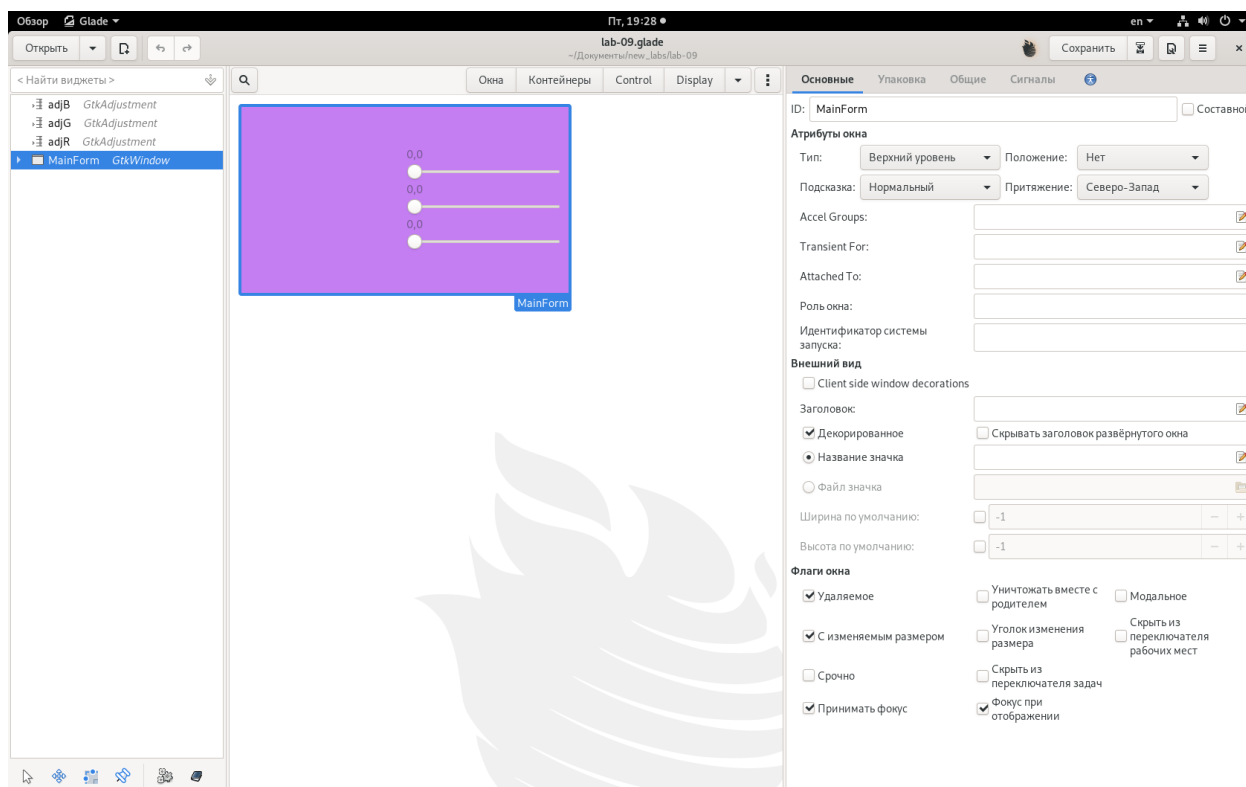 Обзор Glade Пт, 19:28 en
Открыть lab-09.glade Сохранить
~/Документы/new_labs/lab-09
< Найти виджеты > Окна Контейнеры Control Display Основные Упаковка Общие Сигналы
adjB GtkAdjustment
adjG GtkAdjustment
adjR GtkAdjustment
MainForm GtkWindow
0,0
0,0
0,0
MainForm
ID: MainForm Составной
Атрибуты окна
Тип: Верхний уровень Положение: Нет
Подсказка: Нормальный Притяжение: Северо-Запад
Accel Groups:
Transient For:
Attached To:
Роль окна:
Идентификатор системы
запуска:
Внешний вид
Client side window decorations
Заголовок:
Декорированное Скрывать заголовок развёрнутого окна
Название значка
Файл значка
Ширина по умолчанию: -1
Высота по умолчанию: -1
Флаги окна
Удаляемое Уничтожать вместе с
родителем Модальное
С изменяемым размером Уголок изменения
размера Скрыть из
переключателя
рабочих мест
Срочно Скрыть из
переключателя задач
Принимать фокус Фокус при
отображении